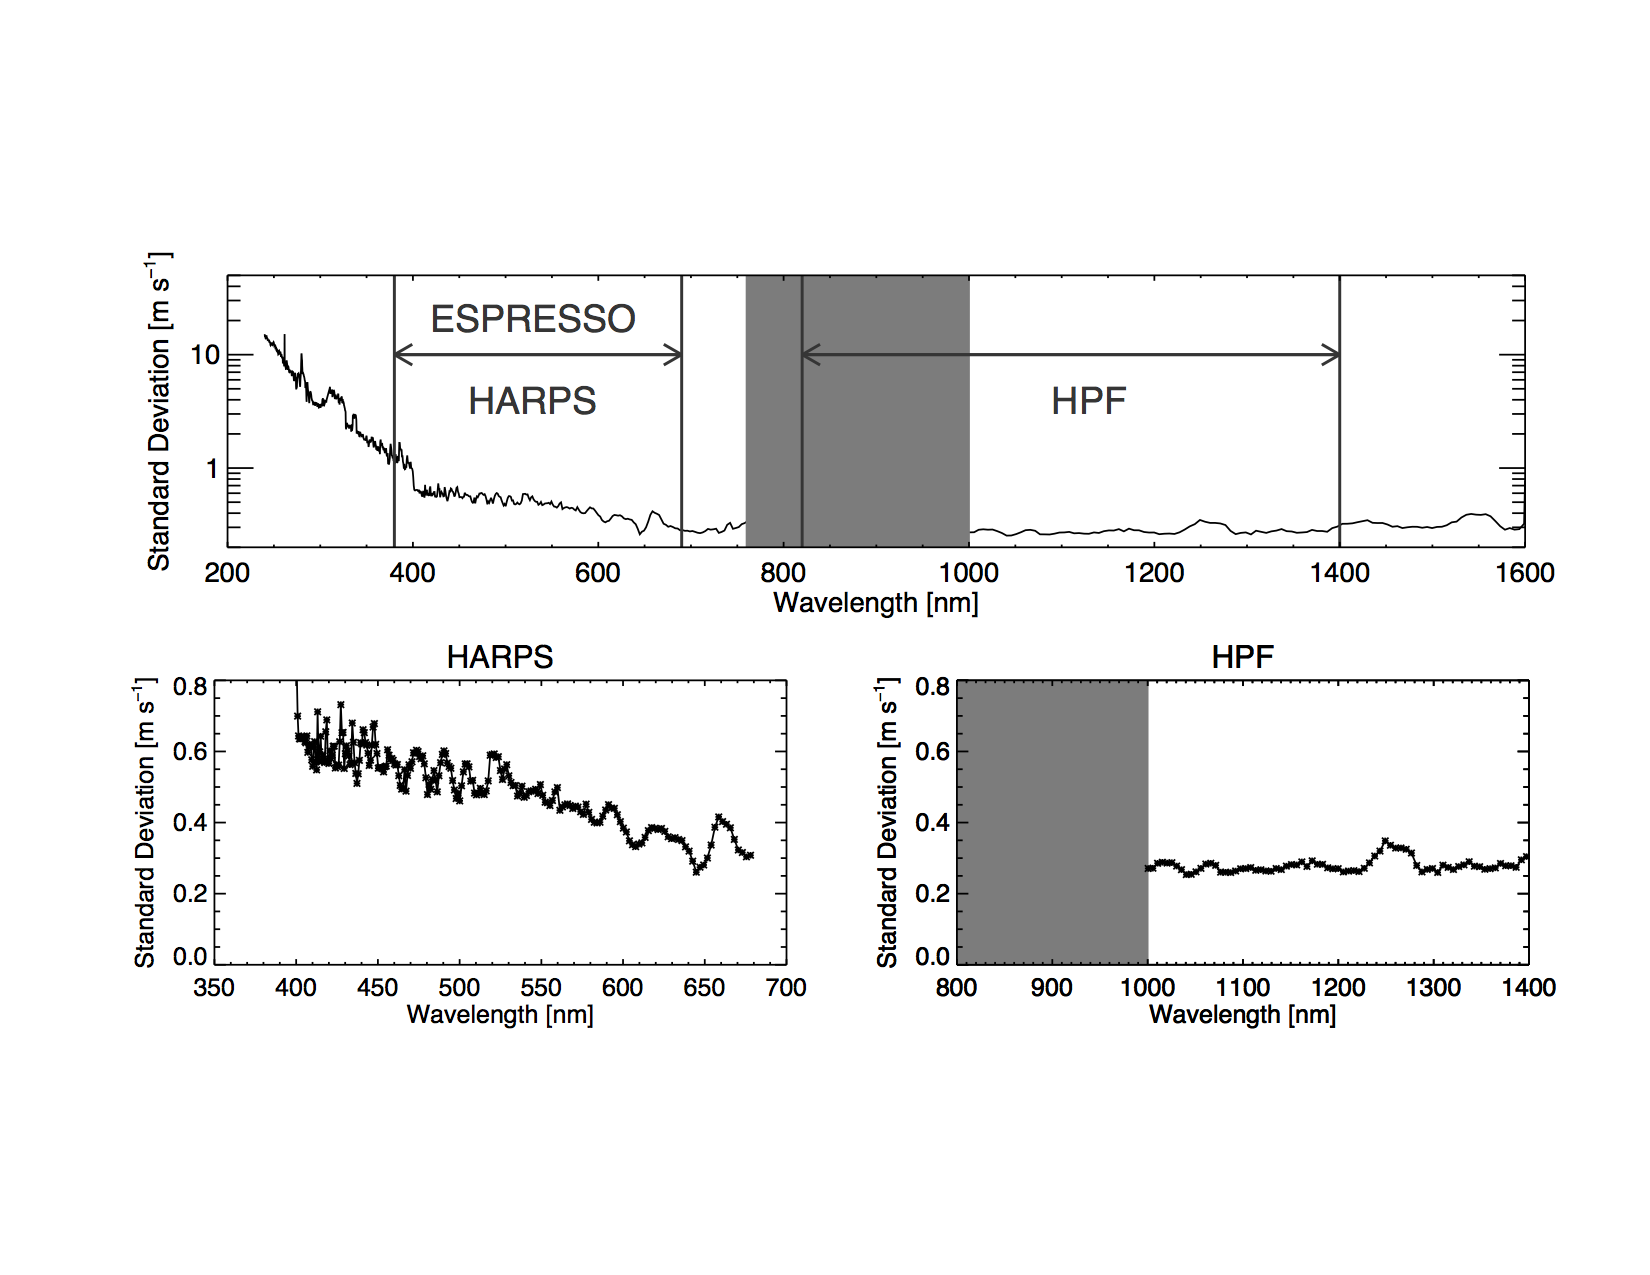 Standard Deviation [m s⁻¹]
10
1
ESPRESSO
HARPS
HPF
200 400 600 800 1000 1200 1400 1600
Wavelength [nm]
HARPS
Standard Deviation [m s⁻¹]
0.8
0.6
0.4
0.2
0.0
350 400 450 500 550 600 650 700
Wavelength [nm]
HPF
Standard Deviation [m s⁻¹]
0.8
0.6
0.4
0.2
0.0
800 900 1000 1100 1200 1300 1400
Wavelength [nm]